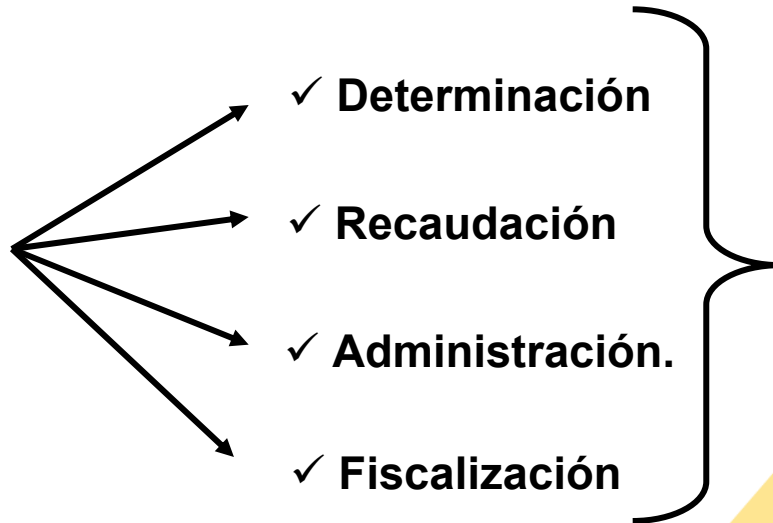 ✓ Determinación
✓ Recaudación
✓ Administración.
✓ Fiscalización